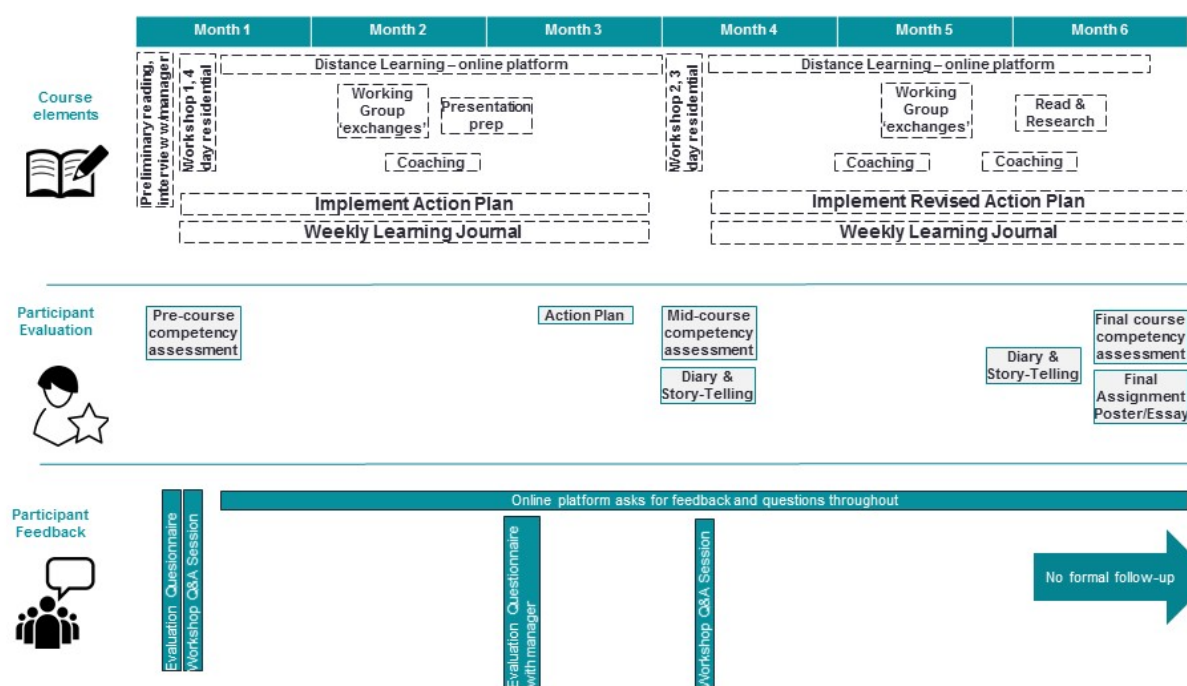 Month 1
Month 2
Month 3
Month 4
Month 5
Month 6
Course
elements
Preliminary reading,
interview w/manager
Workshop 1, 4
day residential
Distance Learning – online platform
Working
Group
‘exchanges’
Presentation
prep
Coaching
Implement Action Plan
Weekly Learning Journal
Workshop 2, 3
day residential
Distance Learning – online platform
Working
Group
‘exchanges’
Read &
Research
Coaching
Coaching
Implement Revised Action Plan
Weekly Learning Journal
Participant
Evaluation
Pre-course
competency
assessment
Action Plan
Mid-course
competency
assessment
Diary &
Story-Telling
Diary &
Story-Telling
Final course
competency
assessment
Final
Assignment
Poster/Essay
Participant
Feedback
Evaluation Quesionnaire
Workshop Q&A Session
Online platform asks for feedback and questions throughout
Evaluation Questionnaire
with manager
Workshop Q&A Session
No formal follow-up